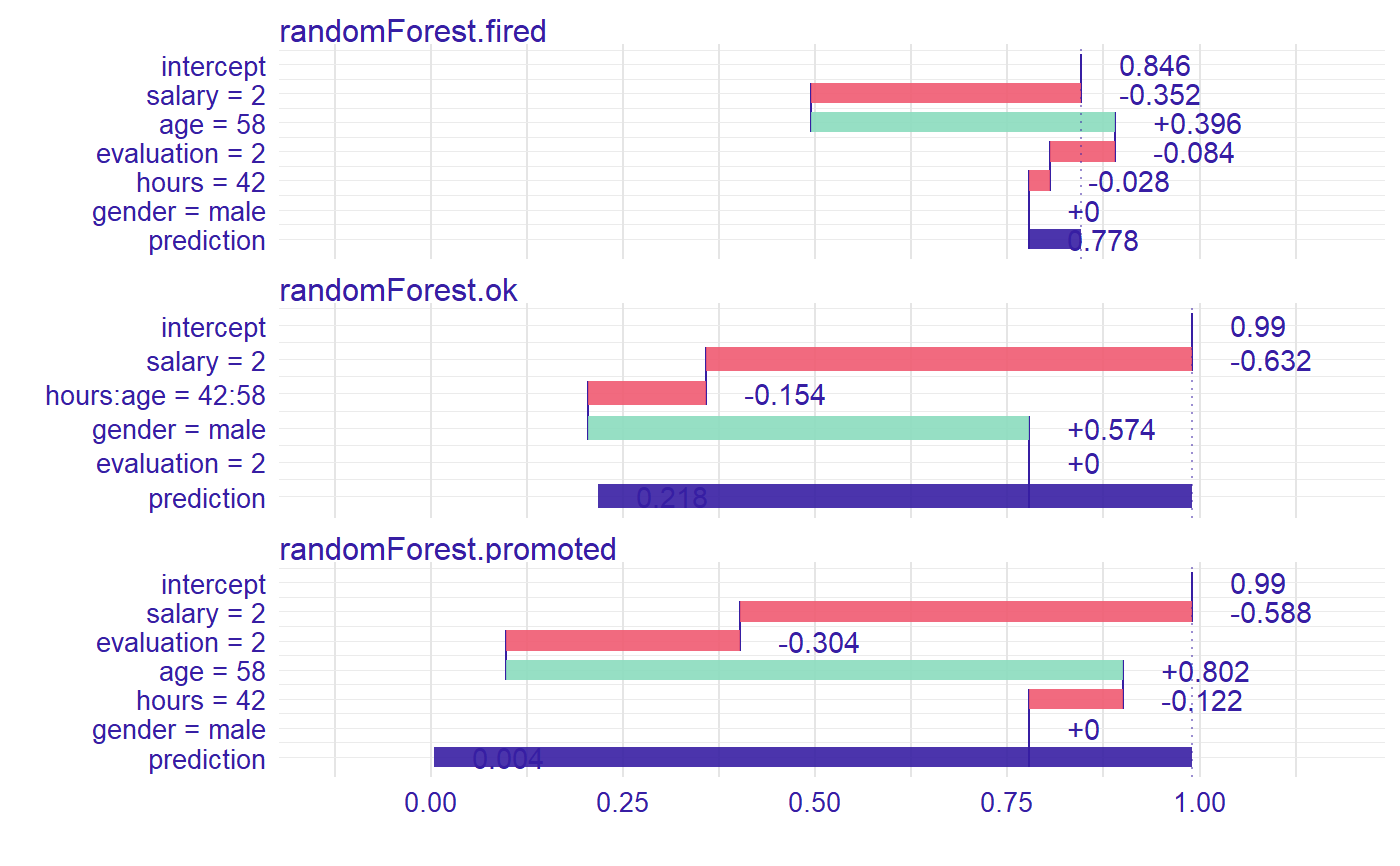 randomForest.fired
intercept 0.846
salary = 2 -0.352
age = 58 +0.396
evaluation = 2 -0.084
hours = 42 -0.028
gender = male +0
prediction 0.778
randomForest.ok
intercept 0.99
salary = 2 -0.632
hours:age = 42:58 -0.154
gender = male +0.574
evaluation = 2 +0
prediction 0.218
randomForest.promoted
intercept 0.99
salary = 2 -0.588
evaluation = 2 -0.304
age = 58 +0.802
hours = 42 -0.122
gender = male +0
prediction 0.004
0.00 0.25 0.50 0.75 1.00